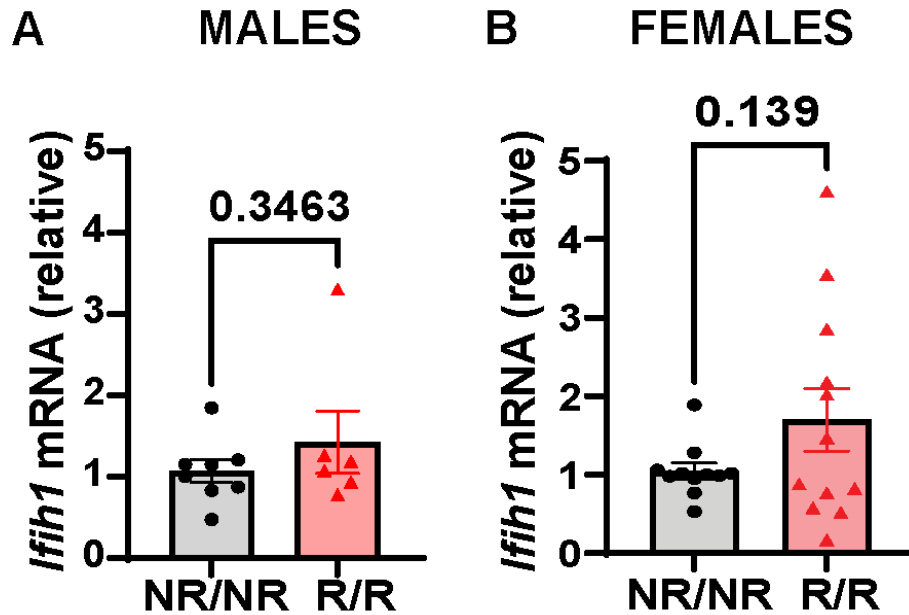 A MALES
0.3463
Ifih1 mRNA (relative)
5
4
3
2
1
0
NR/NR R/R
B FEMALES
0.139
Ifih1 mRNA (relative)
5
4
3
2
1
0
NR/NR R/R